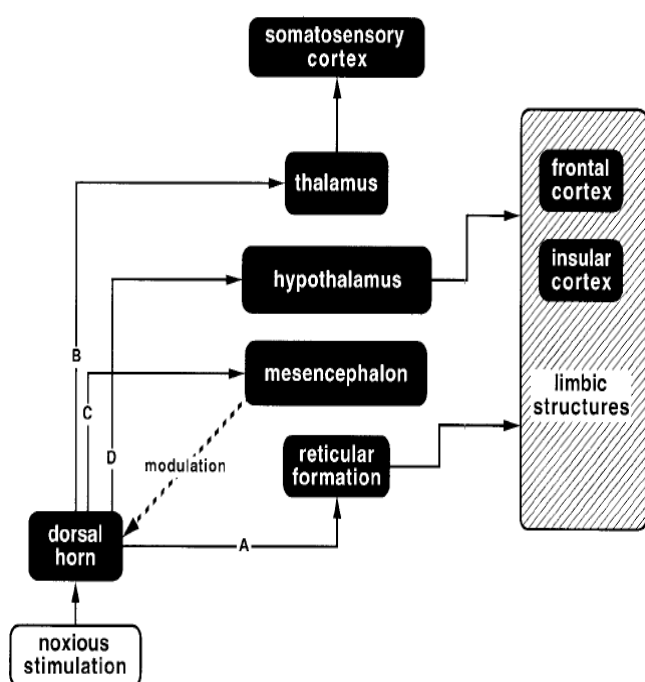 somatosensory
cortex
thalamus
frontal
cortex
hypothalamus
insular
cortex
B
mesencephalon
C
limbic
structures
D
modulation
reticular
formation
dorsal
horn
A
noxious
stimulation